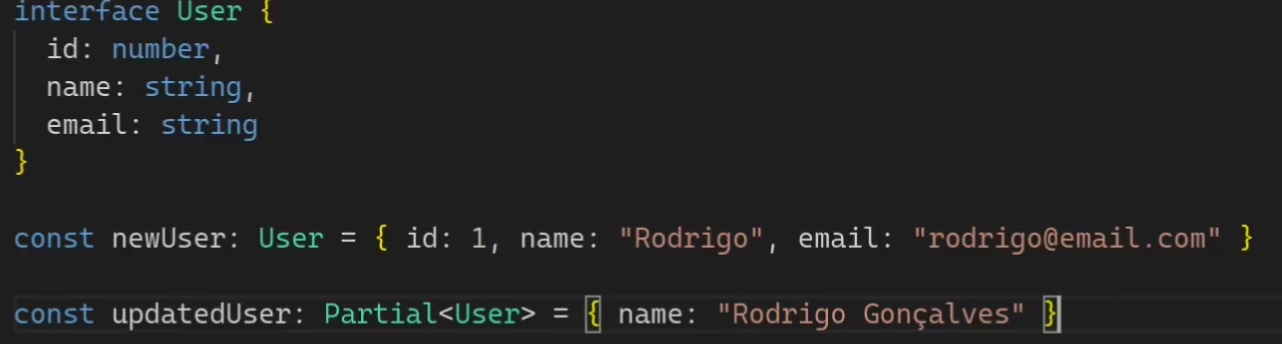 interface User {
id: number,
name: string,
email: string
}
const newUser: User = { id: 1, name: "Rodrigo", email: "rodrigo@email.com" }
const updatedUser: Partial<User> = { name: "Rodrigo Gonçalves" }